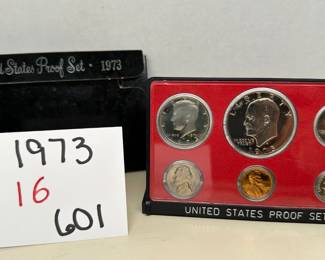 d States Proof Set · 1973
1973
16
601
LIBERTY
UNITED STATES PROOF SET